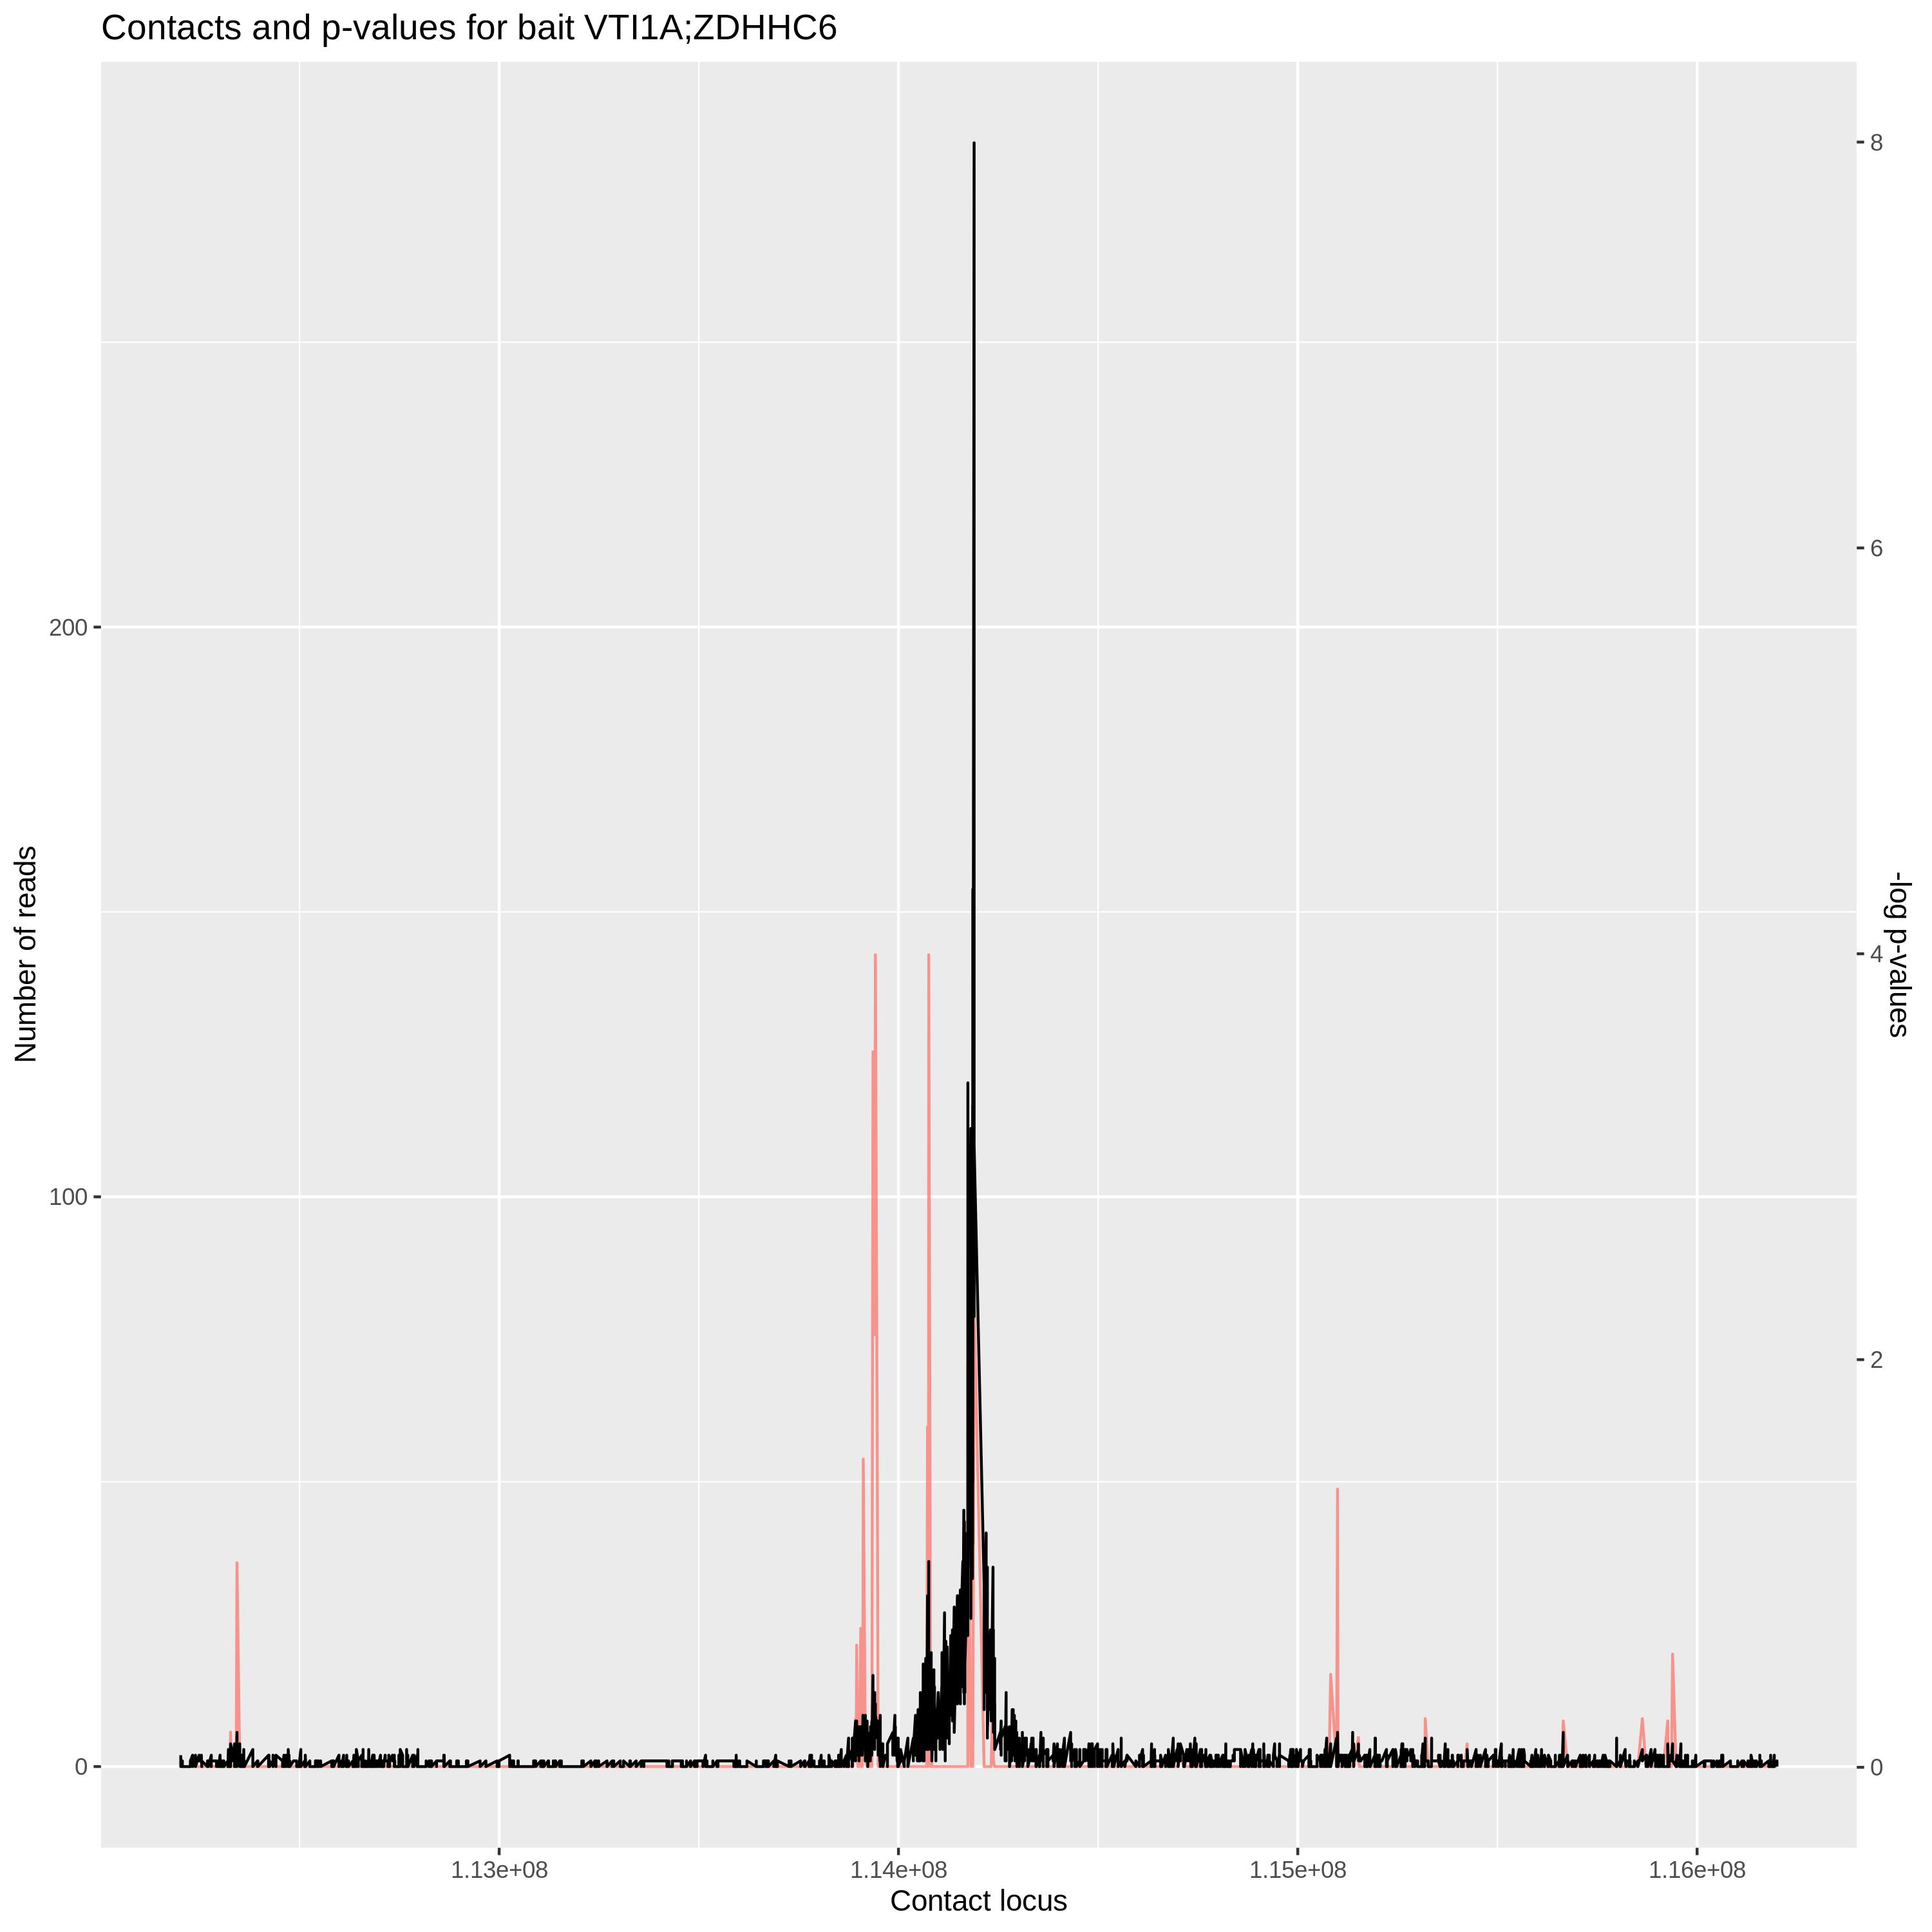 Contacts and p-values for bait VTI1A;ZDHHC6
Number of reads
200
100
0
8
6
4
2
0
-log p-values
1.13e+08
1.14e+08
1.15e+08
1.16e+08
Contact locus